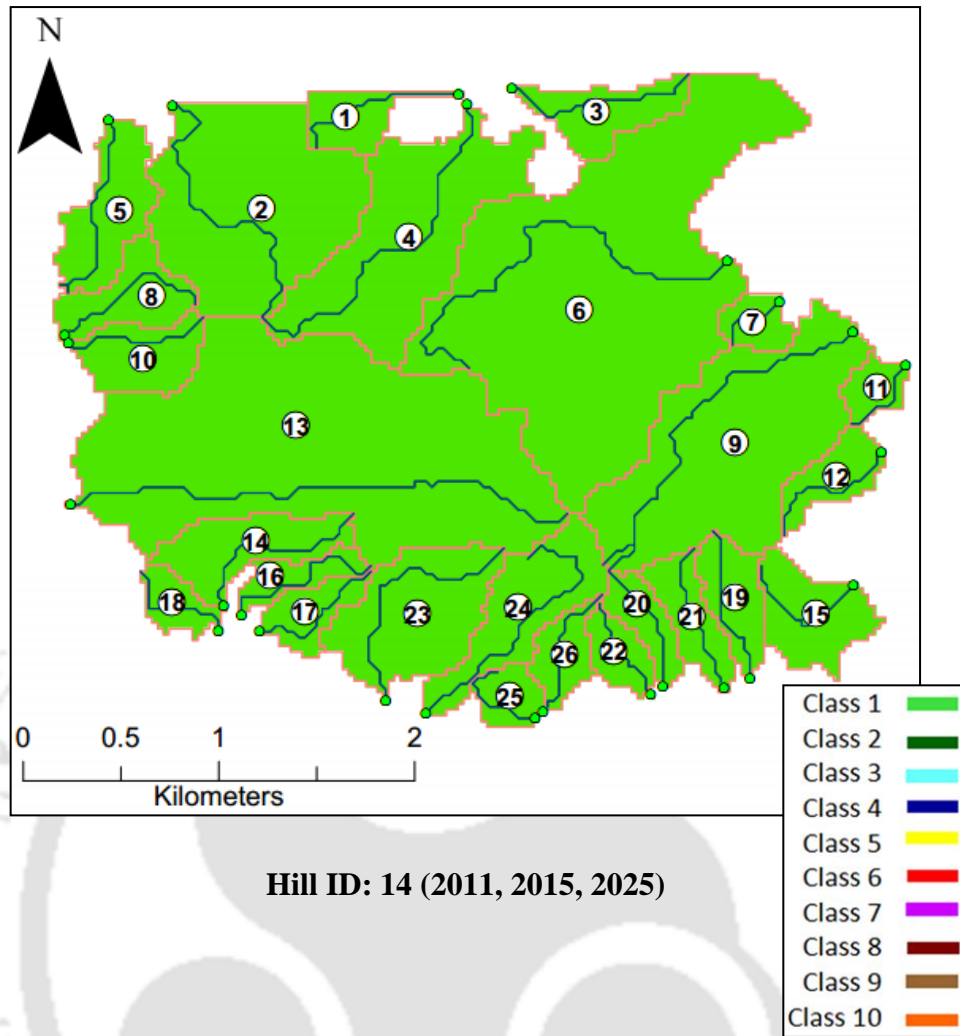 N
1
3
5
2
4
8
6
7
10
11
13
9
12
14
16
18
17
23
24
20
21
19
15
26
22
25
0 0.5 1 2
Kilometers
Class 1
Class 2
Class 3
Class 4
Class 5
Class 6
Class 7
Class 8
Class 9
Class 10
Hill ID: 14 (2011, 2015, 2025)